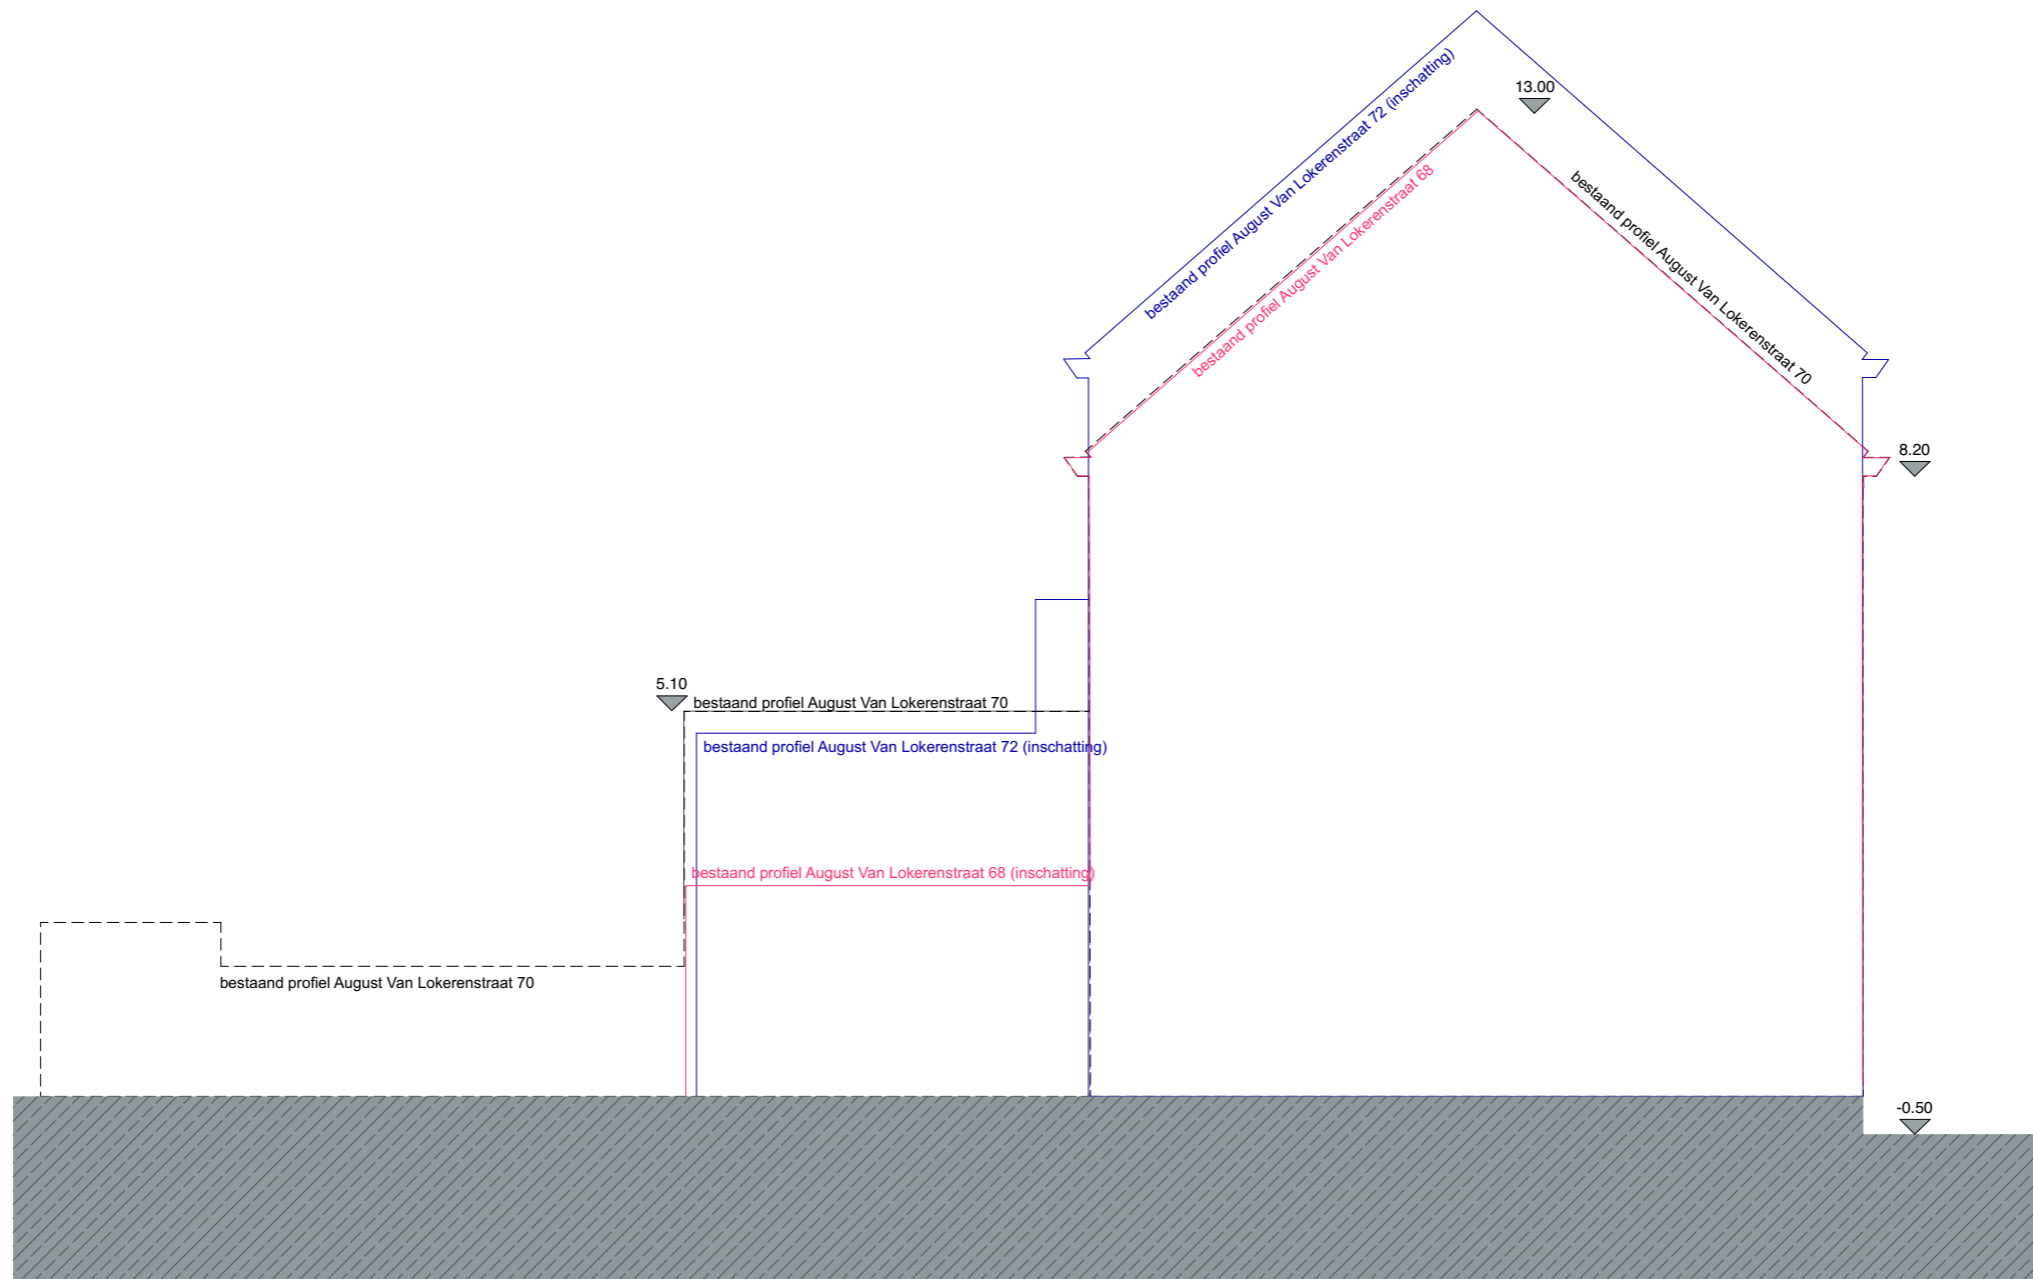 13.00
bestaand profiel August Van Lokerenstraat 72 (inschatting)
bestaand profiel August Van Lokerenstraat 68
bestaand profiel August Van Lokerenstraat 70
8.20
5.10
bestaand profiel August Van Lokerenstraat 70
bestaand profiel August Van Lokerenstraat 72 (inschatting)
bestaand profiel August Van Lokerenstraat 68 (inschatting)
bestaand profiel August Van Lokerenstraat 70
-0.50